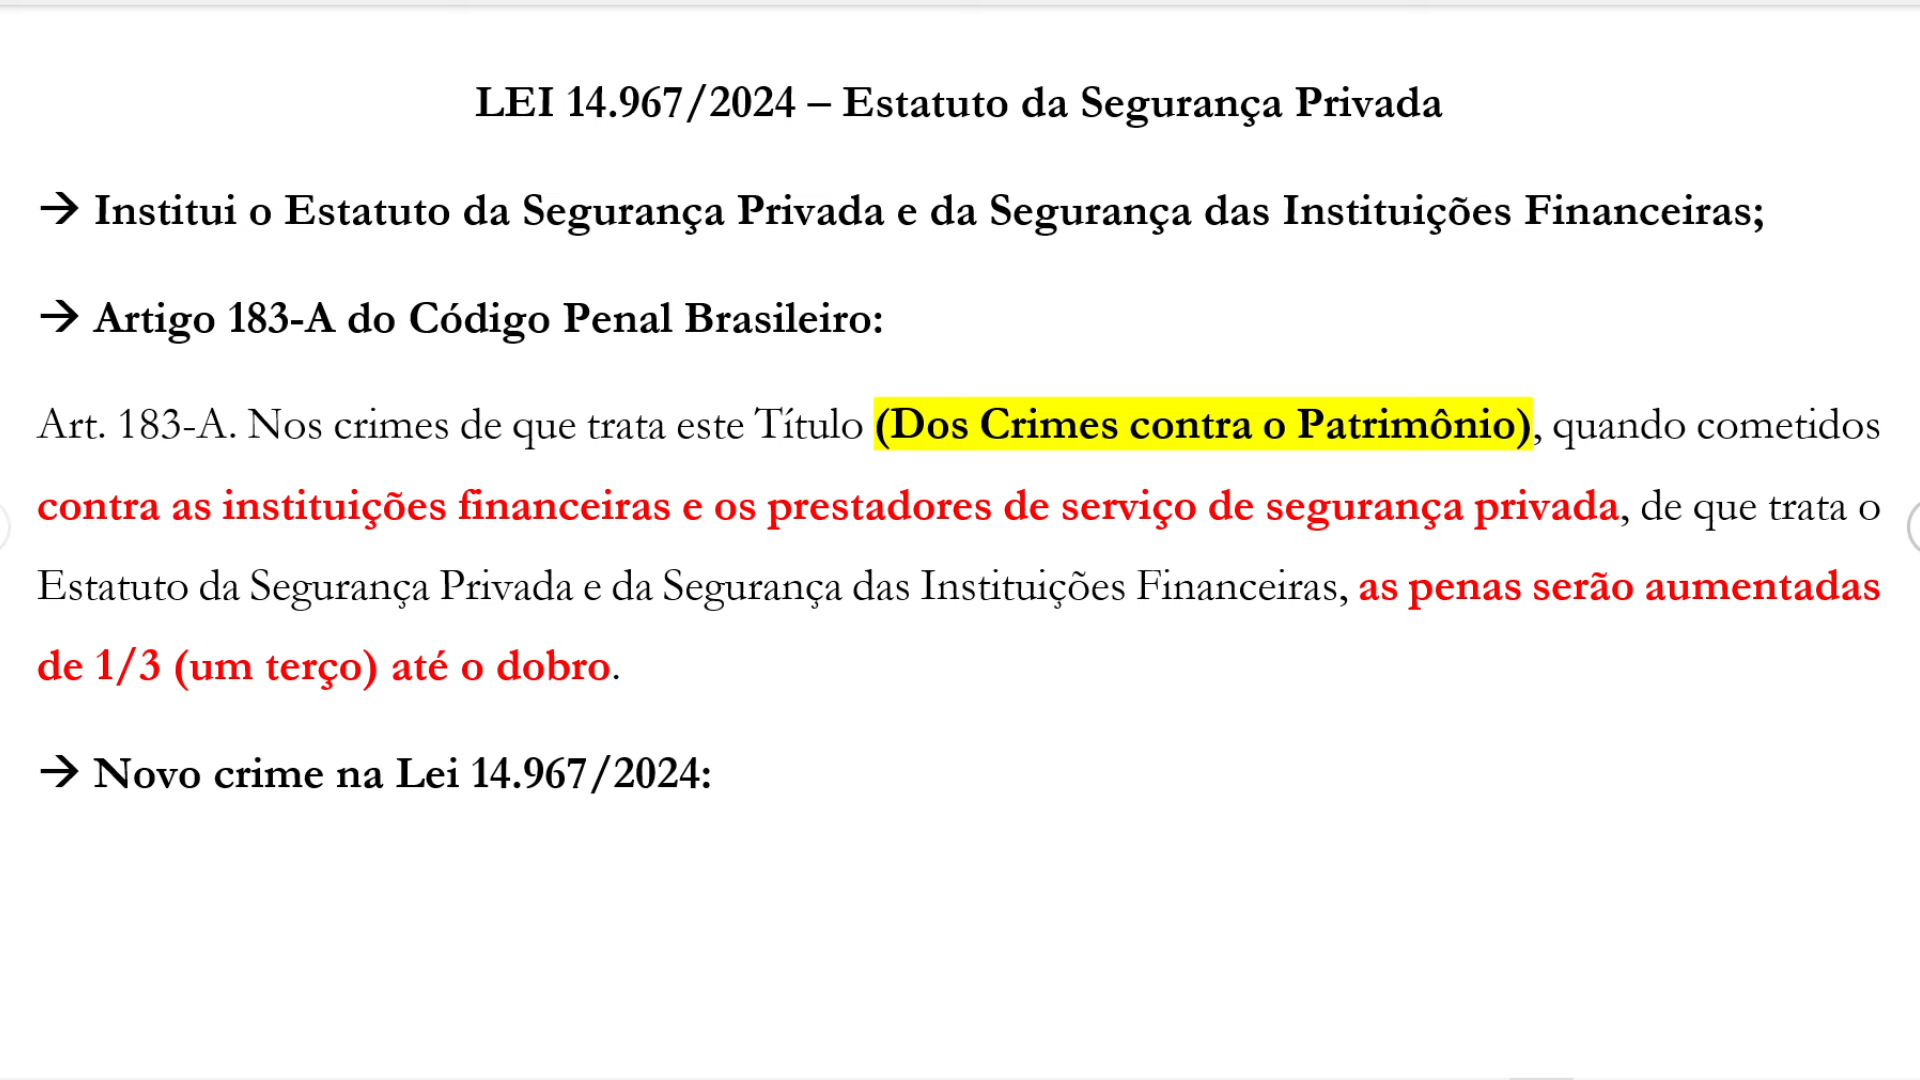 LEI 14.967/2024 – Estatuto da Segurança Privada
→ Institui o Estatuto da Segurança Privada e da Segurança das Instituições Financeiras;
→ Artigo 183-A do Código Penal Brasileiro:
Art. 183-A. Nos crimes de que trata este Título (Dos Crimes contra o Patrimônio), quando cometidos
contra as instituições financeiras e os prestadores de serviço de segurança privada, de que trata o
Estatuto da Segurança Privada e da Segurança das Instituições Financeiras, as penas serão aumentadas
de 1/3 (um terço) até o dobro.
→ Novo crime na Lei 14.967/2024: